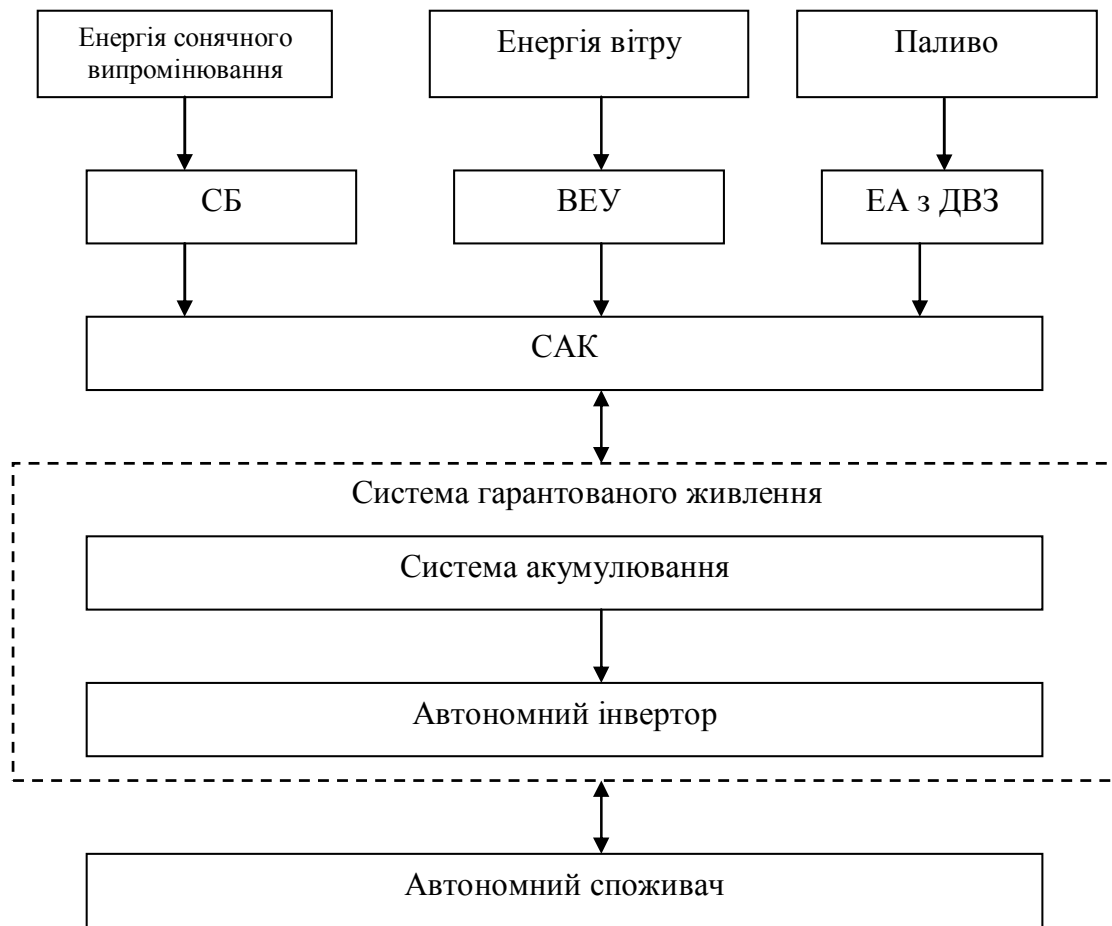 Енергія сонячного
випромінювання
Енергія вітру
Паливо
СБ
ВЕУ
ЕА з ДВЗ
САК
Система гарантованого живлення
Система акумулювання
Автономний інвертор
Автономний споживач